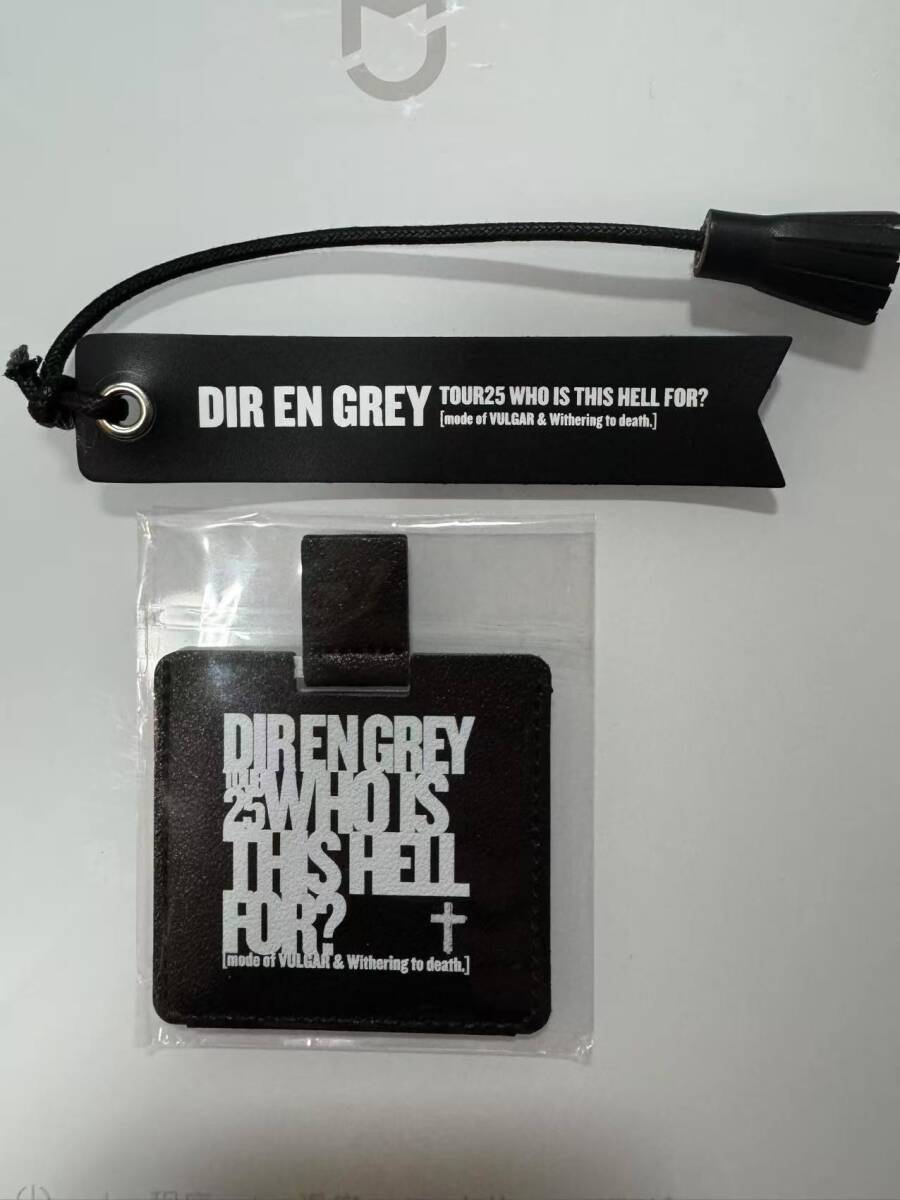 DIR EN GREY TOUR25 WHO IS THIS HELL FOR?
[mode of VULGAR & Withering to death.]
DIR EN GREY
TOUR
25 WHO IS
THIS HELL
FOR?
[mode of VULGAR & Withering to death.]